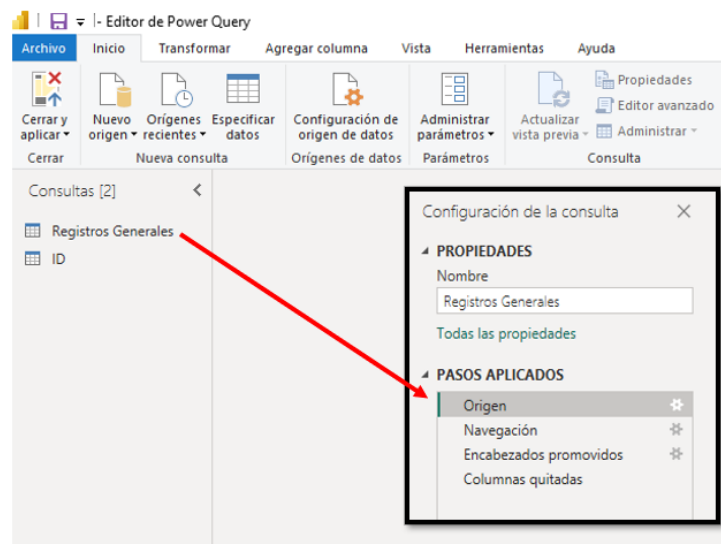 - Editor de Power Query
Archivo Inicio Transformar Agregar columna Vista Herramientas Ayuda
Cerrar y aplicar
Nuevo origen
Orígenes recientes
Especificar datos
Configuración de origen de datos
Administrar parámetros
Actualizar vista previa
Propiedades
Editor avanzado
Administrar
Cerrar Nueva consulta Orígenes de datos Parámetros Consulta
Consultas [2]
Registros Generales
ID
Configuración de la consulta
PROPIEDADES
Nombre
Registros Generales
Todas las propiedades
PASOS APLICADOS
Origen
Navegación
Encabezados promovidos
Columnas quitadas